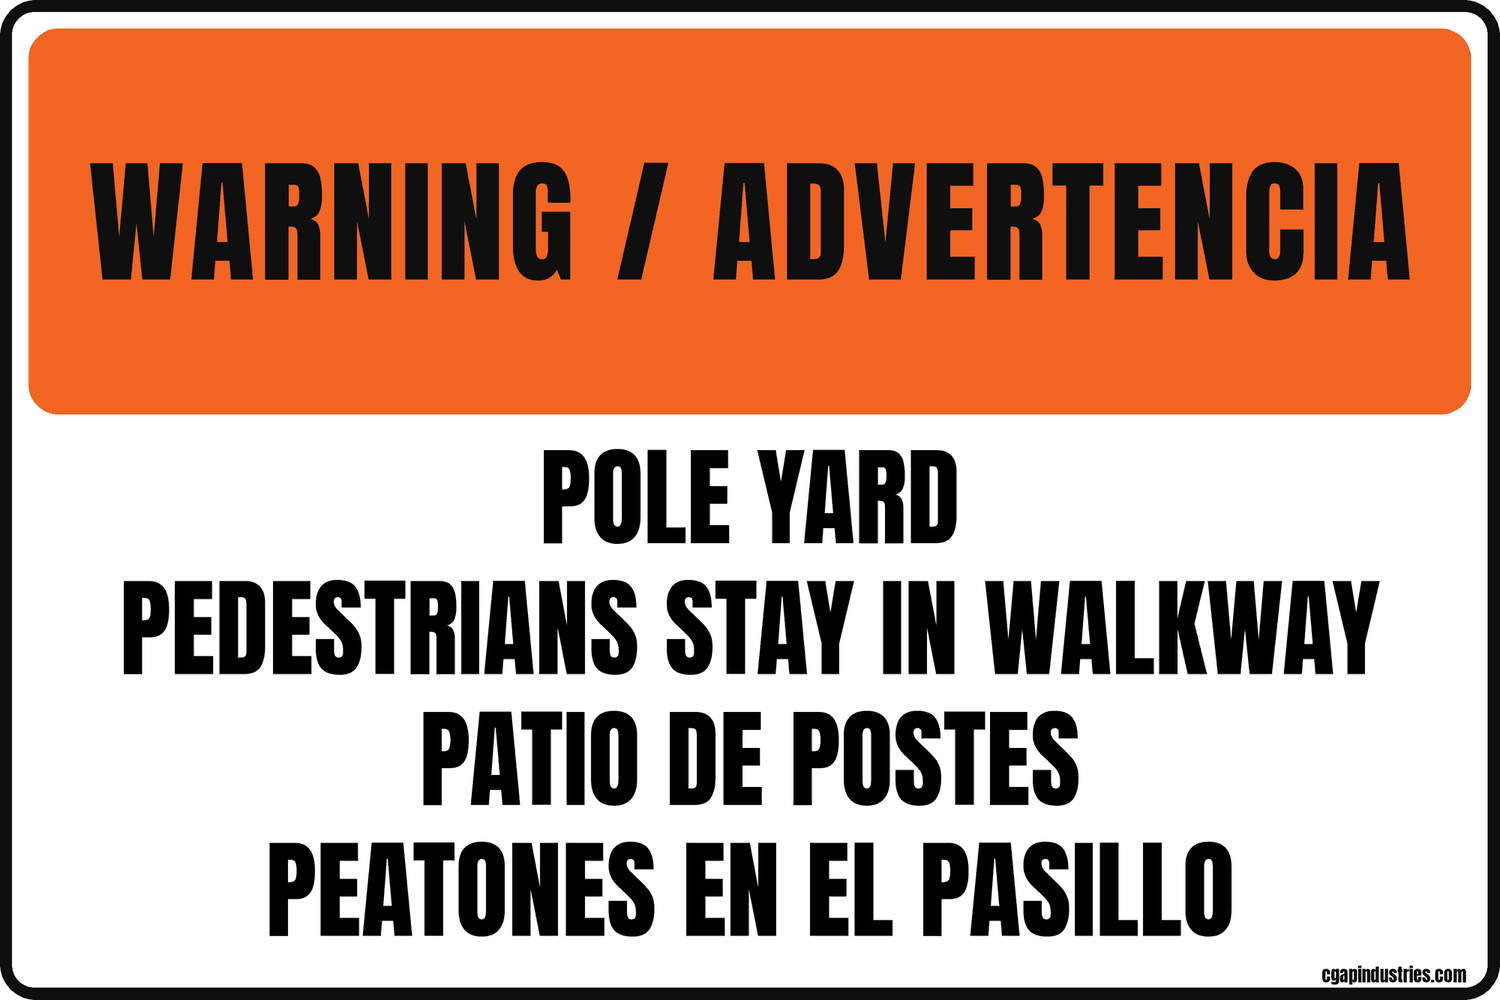 WARNING / ADVERTENCIA
POLE YARD
PEDESTRIANS STAY IN WALKWAY
PATIO DE POSTES
PEATONES EN EL PASILLO
cgapindustries.com